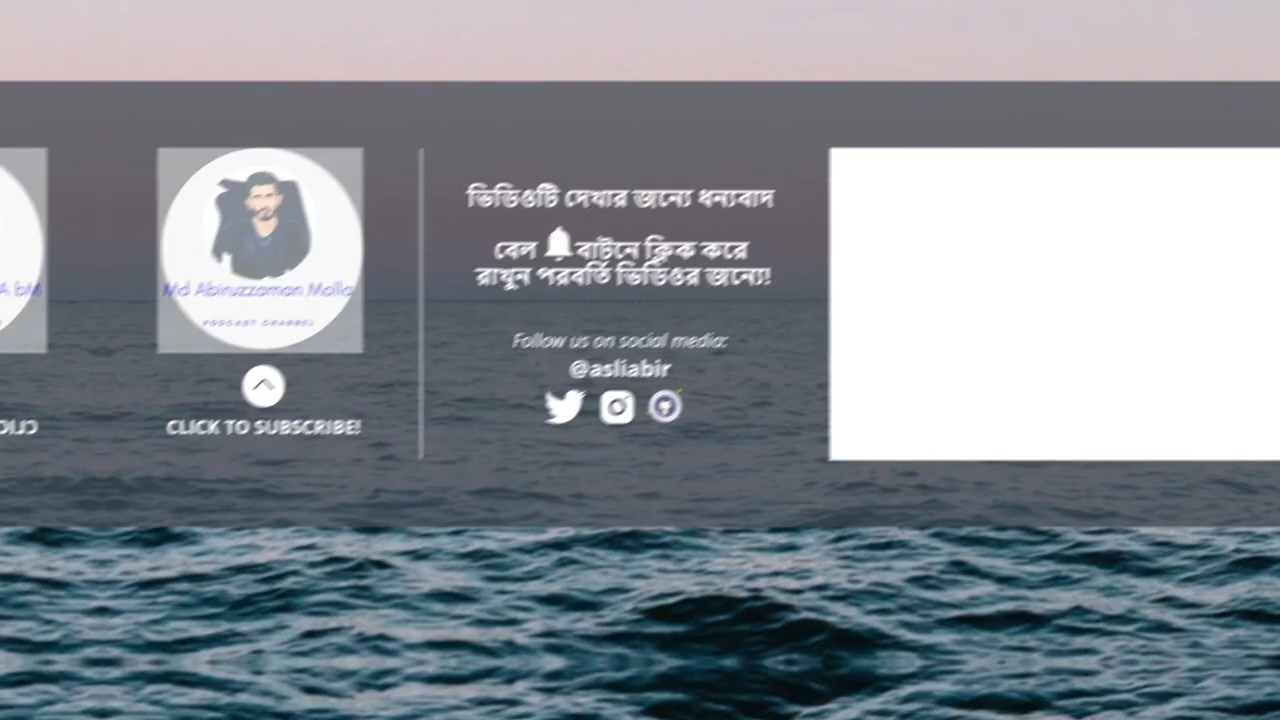 Md Abiruzzaman Molla
PODCAST CHANNEL
CLICK TO SUBSCRIBE!
ভিডিওটি দেখার জন্যে ধন্যবাদ
বেল বাটনে ক্লিক করে
রাখুন পরবর্তি ভিডিওর জন্যে!
Follow us on social media:
@asliabir